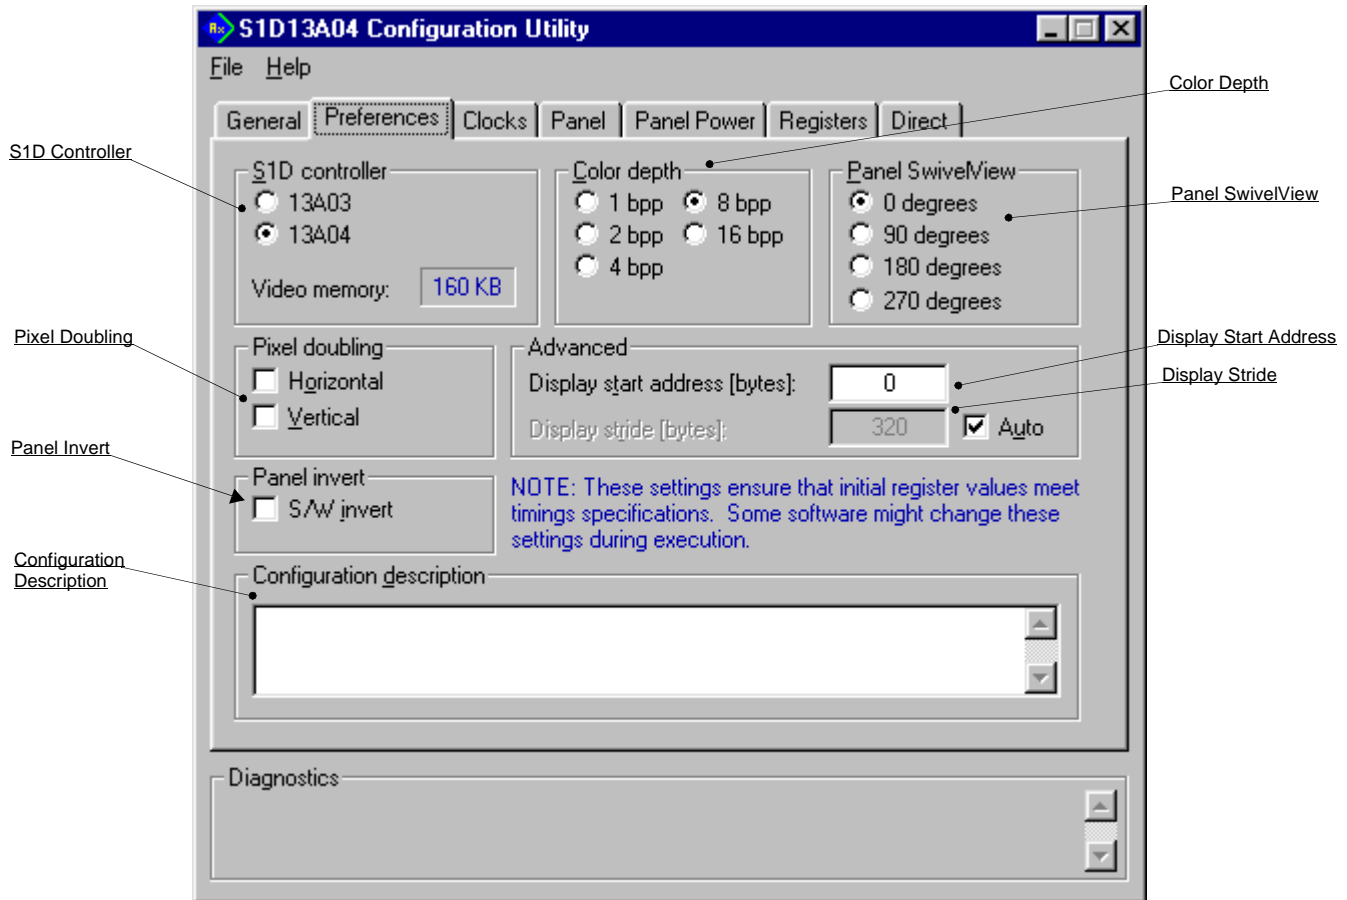 S1D13A04 Configuration Utility
File Help
General Preferences Clocks Panel Panel Power Registers Direct
Color Depth
S1D Controller
S1D controller
13A03
13A04
Video memory: 160 KB
Color depth
1 bpp 8 bpp
2 bpp 16 bpp
4 bpp
Panel SwivelView
0 degrees
90 degrees
180 degrees
270 degrees
Panel SwivelView
Pixel Doubling
Pixel doubling
Horizontal
Vertical
Advanced
Display start address [bytes]: 0
Display stride [bytes]: 320 Auto
Display Start Address
Display Stride
Panel Invert
Panel invert
S/W invert
NOTE: These settings ensure that initial register values meet
timings specifications. Some software might change these
settings during execution.
Configuration
Description
Configuration description
Diagnostics